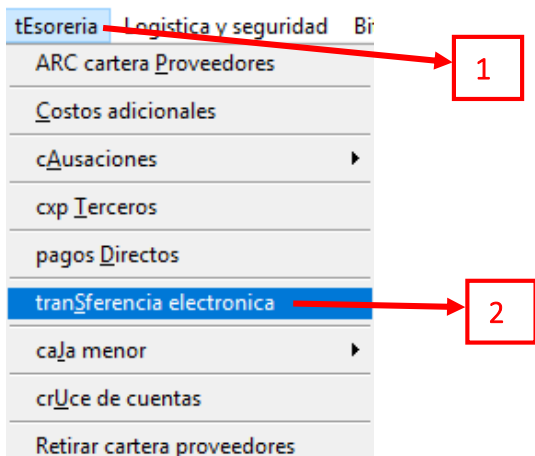 tEsoreria Logistica y seguridad Bi
1
ARC cartera Proveedores
Costos adicionales
cAusaciones
cxp Terceros
pagos Directos
tranSferencia electronica
2
caJa menor
crUce de cuentas
Retirar cartera proveedores